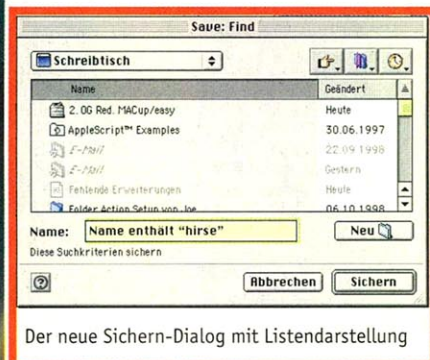 Save: Find
Schreibtisch
Name Geändert
2. OG Red. MACup/easy Heute
AppleScript™ Examples 30.06.1997
E-Mail 22.09.1998
E-Mail Gestern
Fehlende Erweiterungen Heute
Folder Action Setup von Joe 06.10.1998
Name: Name enthält “hirse” Neu
Diese Suchkriterien sichern
? Abbrechen Sichern
Der neue Sichern-Dialog mit Listendarstellung